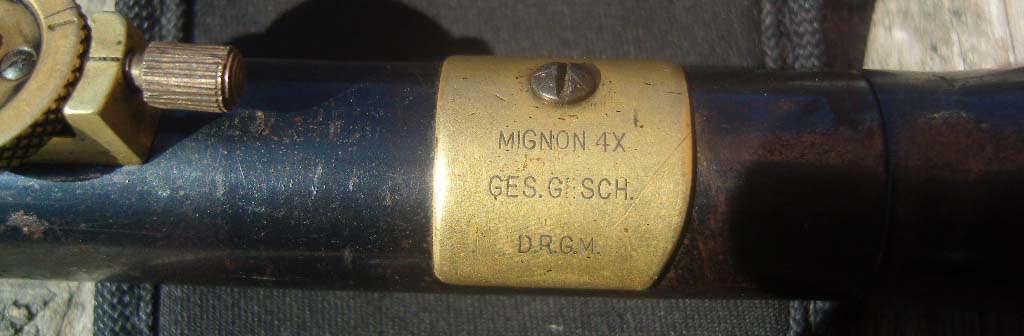 MIGNON 4X
GES. GESCH.
D.R.G.M.